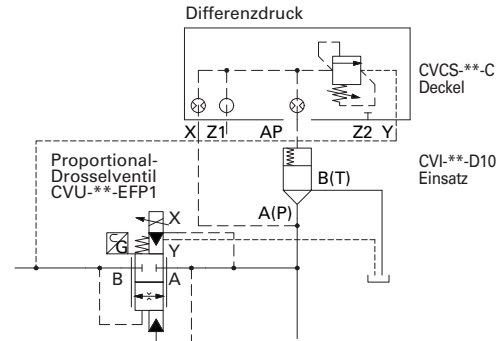 Differenzdruck
CVCS-**-C
Deckel
X Z1 AP Z2 Y
CVI-**-D10
Einsatz
B(T)
A(P)
Proportional-
Drosselventil
CVU-**-EFP1
X
G
Y
B A